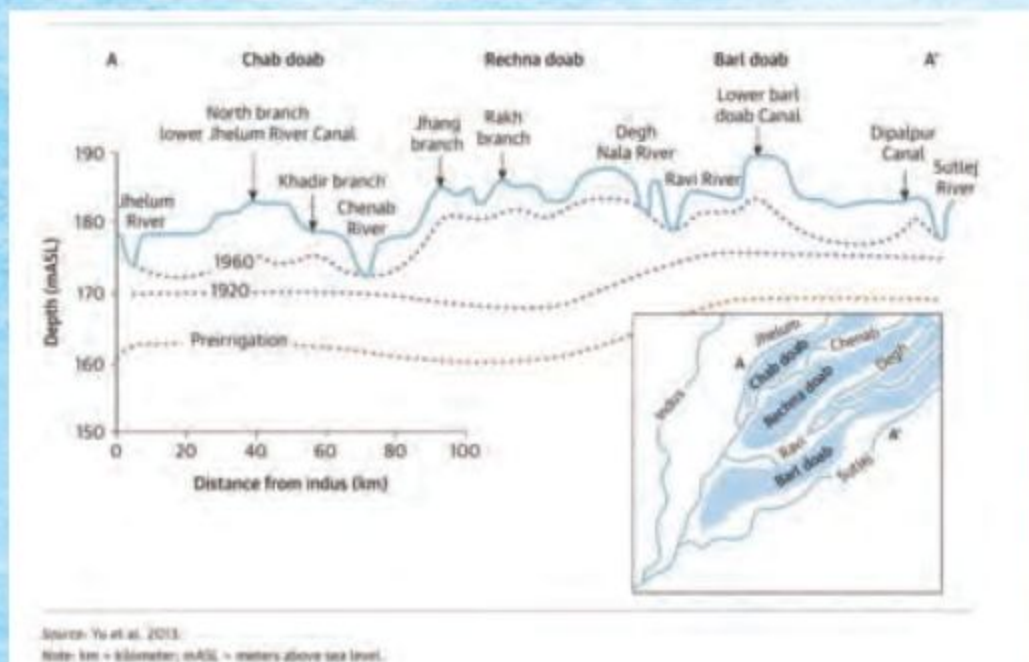 A
Chab doab
Rechna doab
Bari doab
A'
North branch
lower Jhelum River Canal
Jhang
branch
Rakh
branch
Degh
Nala River
Lower bari
doab Canal
Dipalpur
Canal
Sutlej
River
Jhelum
River
Khadir branch
Chenab
River
Ravi River
190
180
170
160
150
Depth (mASL)
1960
1920
Preirrigation
0
20
40
60
80
100
Distance from indus (km)
Indus
Jhelum
A
Chab doab
Chenab
Rechna doab
Degh
Ravi
A'
Bari doab
Sutlej
Source: Yu et al. 2013.
Note: km = kilometer; mASL = meters above sea level.